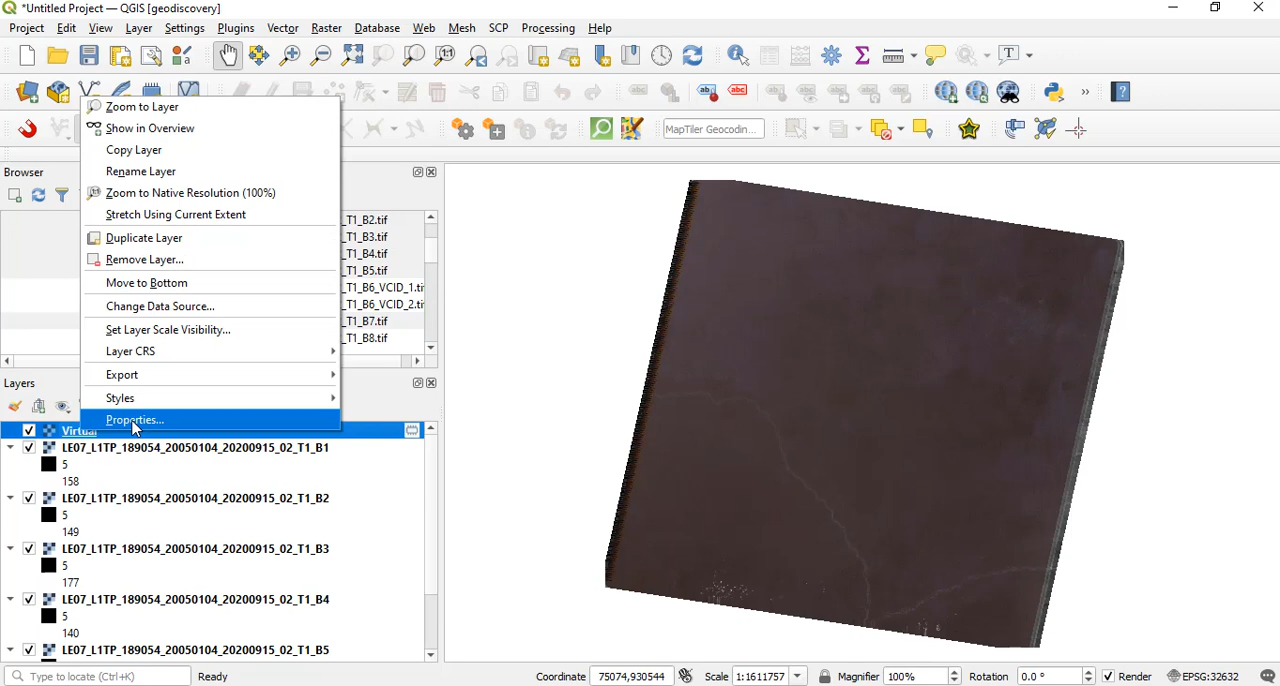 *Untitled Project — QGIS [geodiscovery]
Project Edit View Layer Settings Plugins Vector Raster Database Web Mesh SCP Processing Help
MapTiler Geocodin...
Browser
Zoom to Layer
Show in Overview
Copy Layer
Rename Layer
Zoom to Native Resolution (100%)
Stretch Using Current Extent
Duplicate Layer
Remove Layer...
Move to Bottom
Change Data Source...
Set Layer Scale Visibility...
Layer CRS
Export
Styles
Properties...
_T1_B2.tif
_T1_B3.tif
_T1_B4.tif
_T1_B5.tif
_T1_B6_VCID_1.ti
_T1_B6_VCID_2.ti
_T1_B7.tif
_T1_B8.tif
Layers
Virtual
LE07_L1TP_189054_20050104_20200915_02_T1_B1
5
158
LE07_L1TP_189054_20050104_20200915_02_T1_B2
5
149
LE07_L1TP_189054_20050104_20200915_02_T1_B3
5
177
LE07_L1TP_189054_20050104_20200915_02_T1_B4
5
140
LE07_L1TP_189054_20050104_20200915_02_T1_B5
Type to locate (Ctrl+K) Ready Coordinate 75074,930544 Scale 1:1611757 Magnifier 100% Rotation 0.0 ° Render EPSG:32632